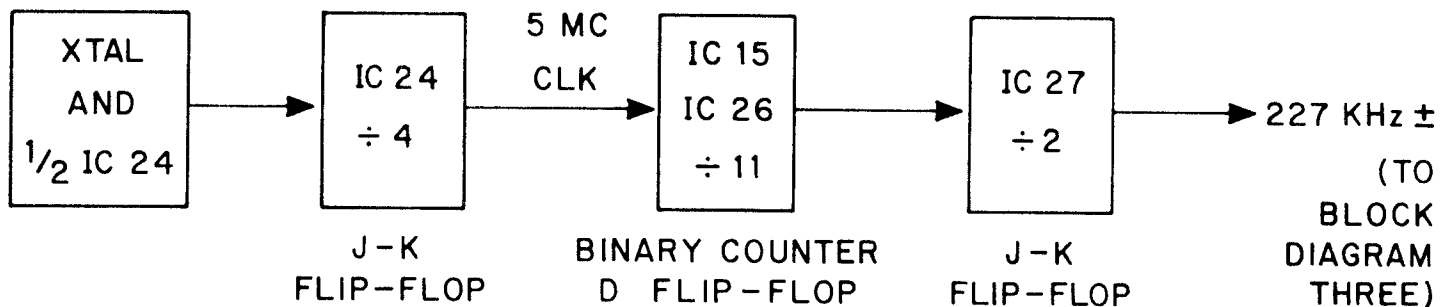 XTAL
AND
1/2 IC 24
IC 24
÷ 4
5 MC
CLK
IC 15
IC 26
÷ 11
IC 27
÷ 2
227 KHz ±
(TO
BLOCK
DIAGRAM
THREE)
J-K
FLIP-FLOP
BINARY COUNTER
D FLIP-FLOP
J-K
FLIP-FLOP